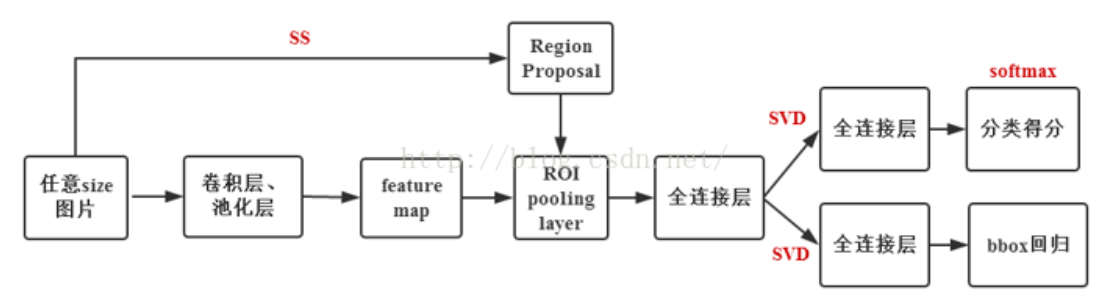 SS
Region
Proposal
softmax
SVD
全连接层
分类得分
http://blog.csdn.net/
任意size
图片
卷积层、
池化层
feature
map
ROI
pooling
layer
全连接层
SVD
全连接层
bbox回归